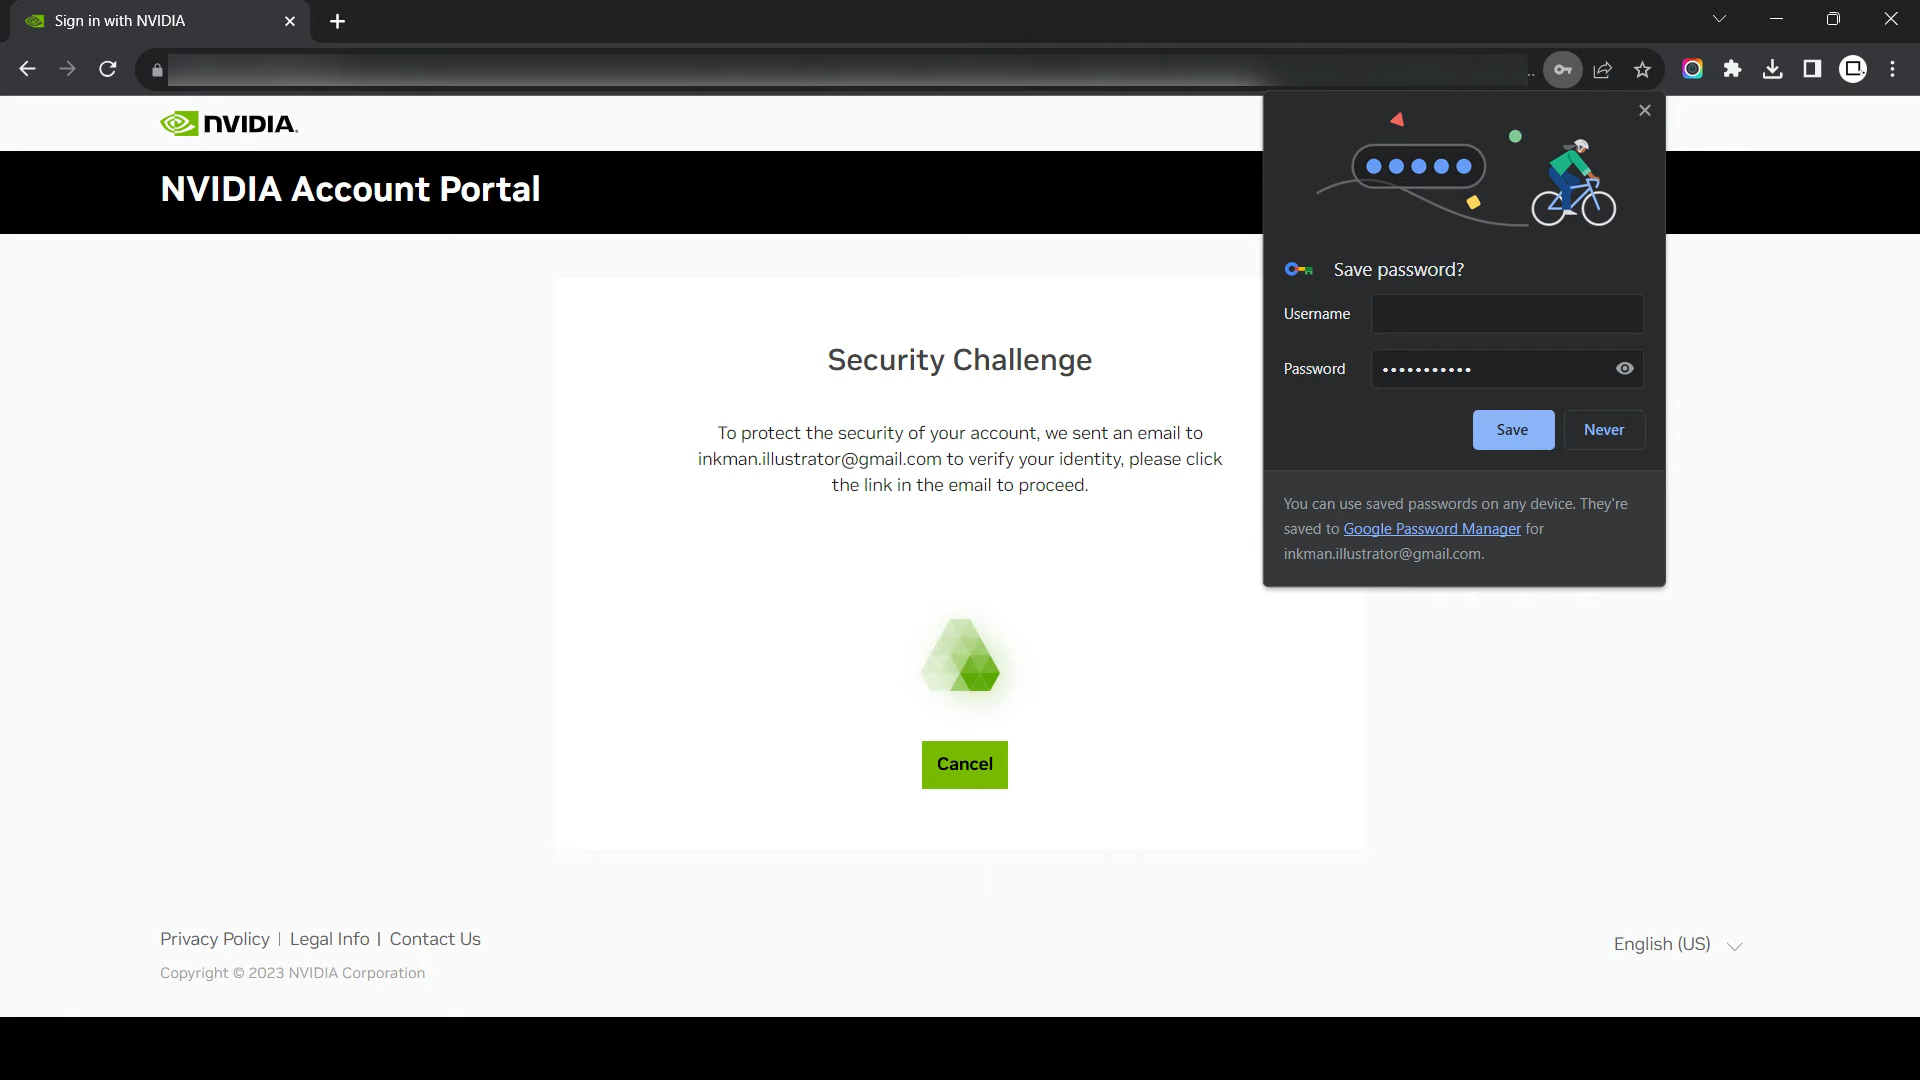 Sign in with NVIDIA
NVIDIA.
NVIDIA Account Portal
Security Challenge
To protect the security of your account, we sent an email to
inkman.illustrator@gmail.com to verify your identity, please click
the link in the email to proceed.
Cancel
Save password?
Username
Password
Save
Never
You can use saved passwords on any device. They're
saved to Google Password Manager for
inkman.illustrator@gmail.com.
Privacy Policy | Legal Info | Contact Us
English (US)
Copyright © 2023 NVIDIA Corporation